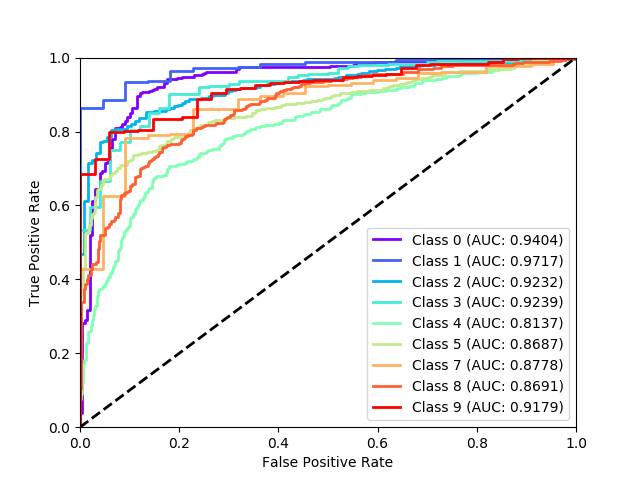 1.0
0.8
0.6
0.4
0.2
0.0
True Positive Rate
Class 0 (AUC: 0.9404)
Class 1 (AUC: 0.9717)
Class 2 (AUC: 0.9232)
Class 3 (AUC: 0.9239)
Class 4 (AUC: 0.8137)
Class 5 (AUC: 0.8687)
Class 7 (AUC: 0.8778)
Class 8 (AUC: 0.8691)
Class 9 (AUC: 0.9179)
0.0 0.2 0.4 0.6 0.8 1.0
False Positive Rate